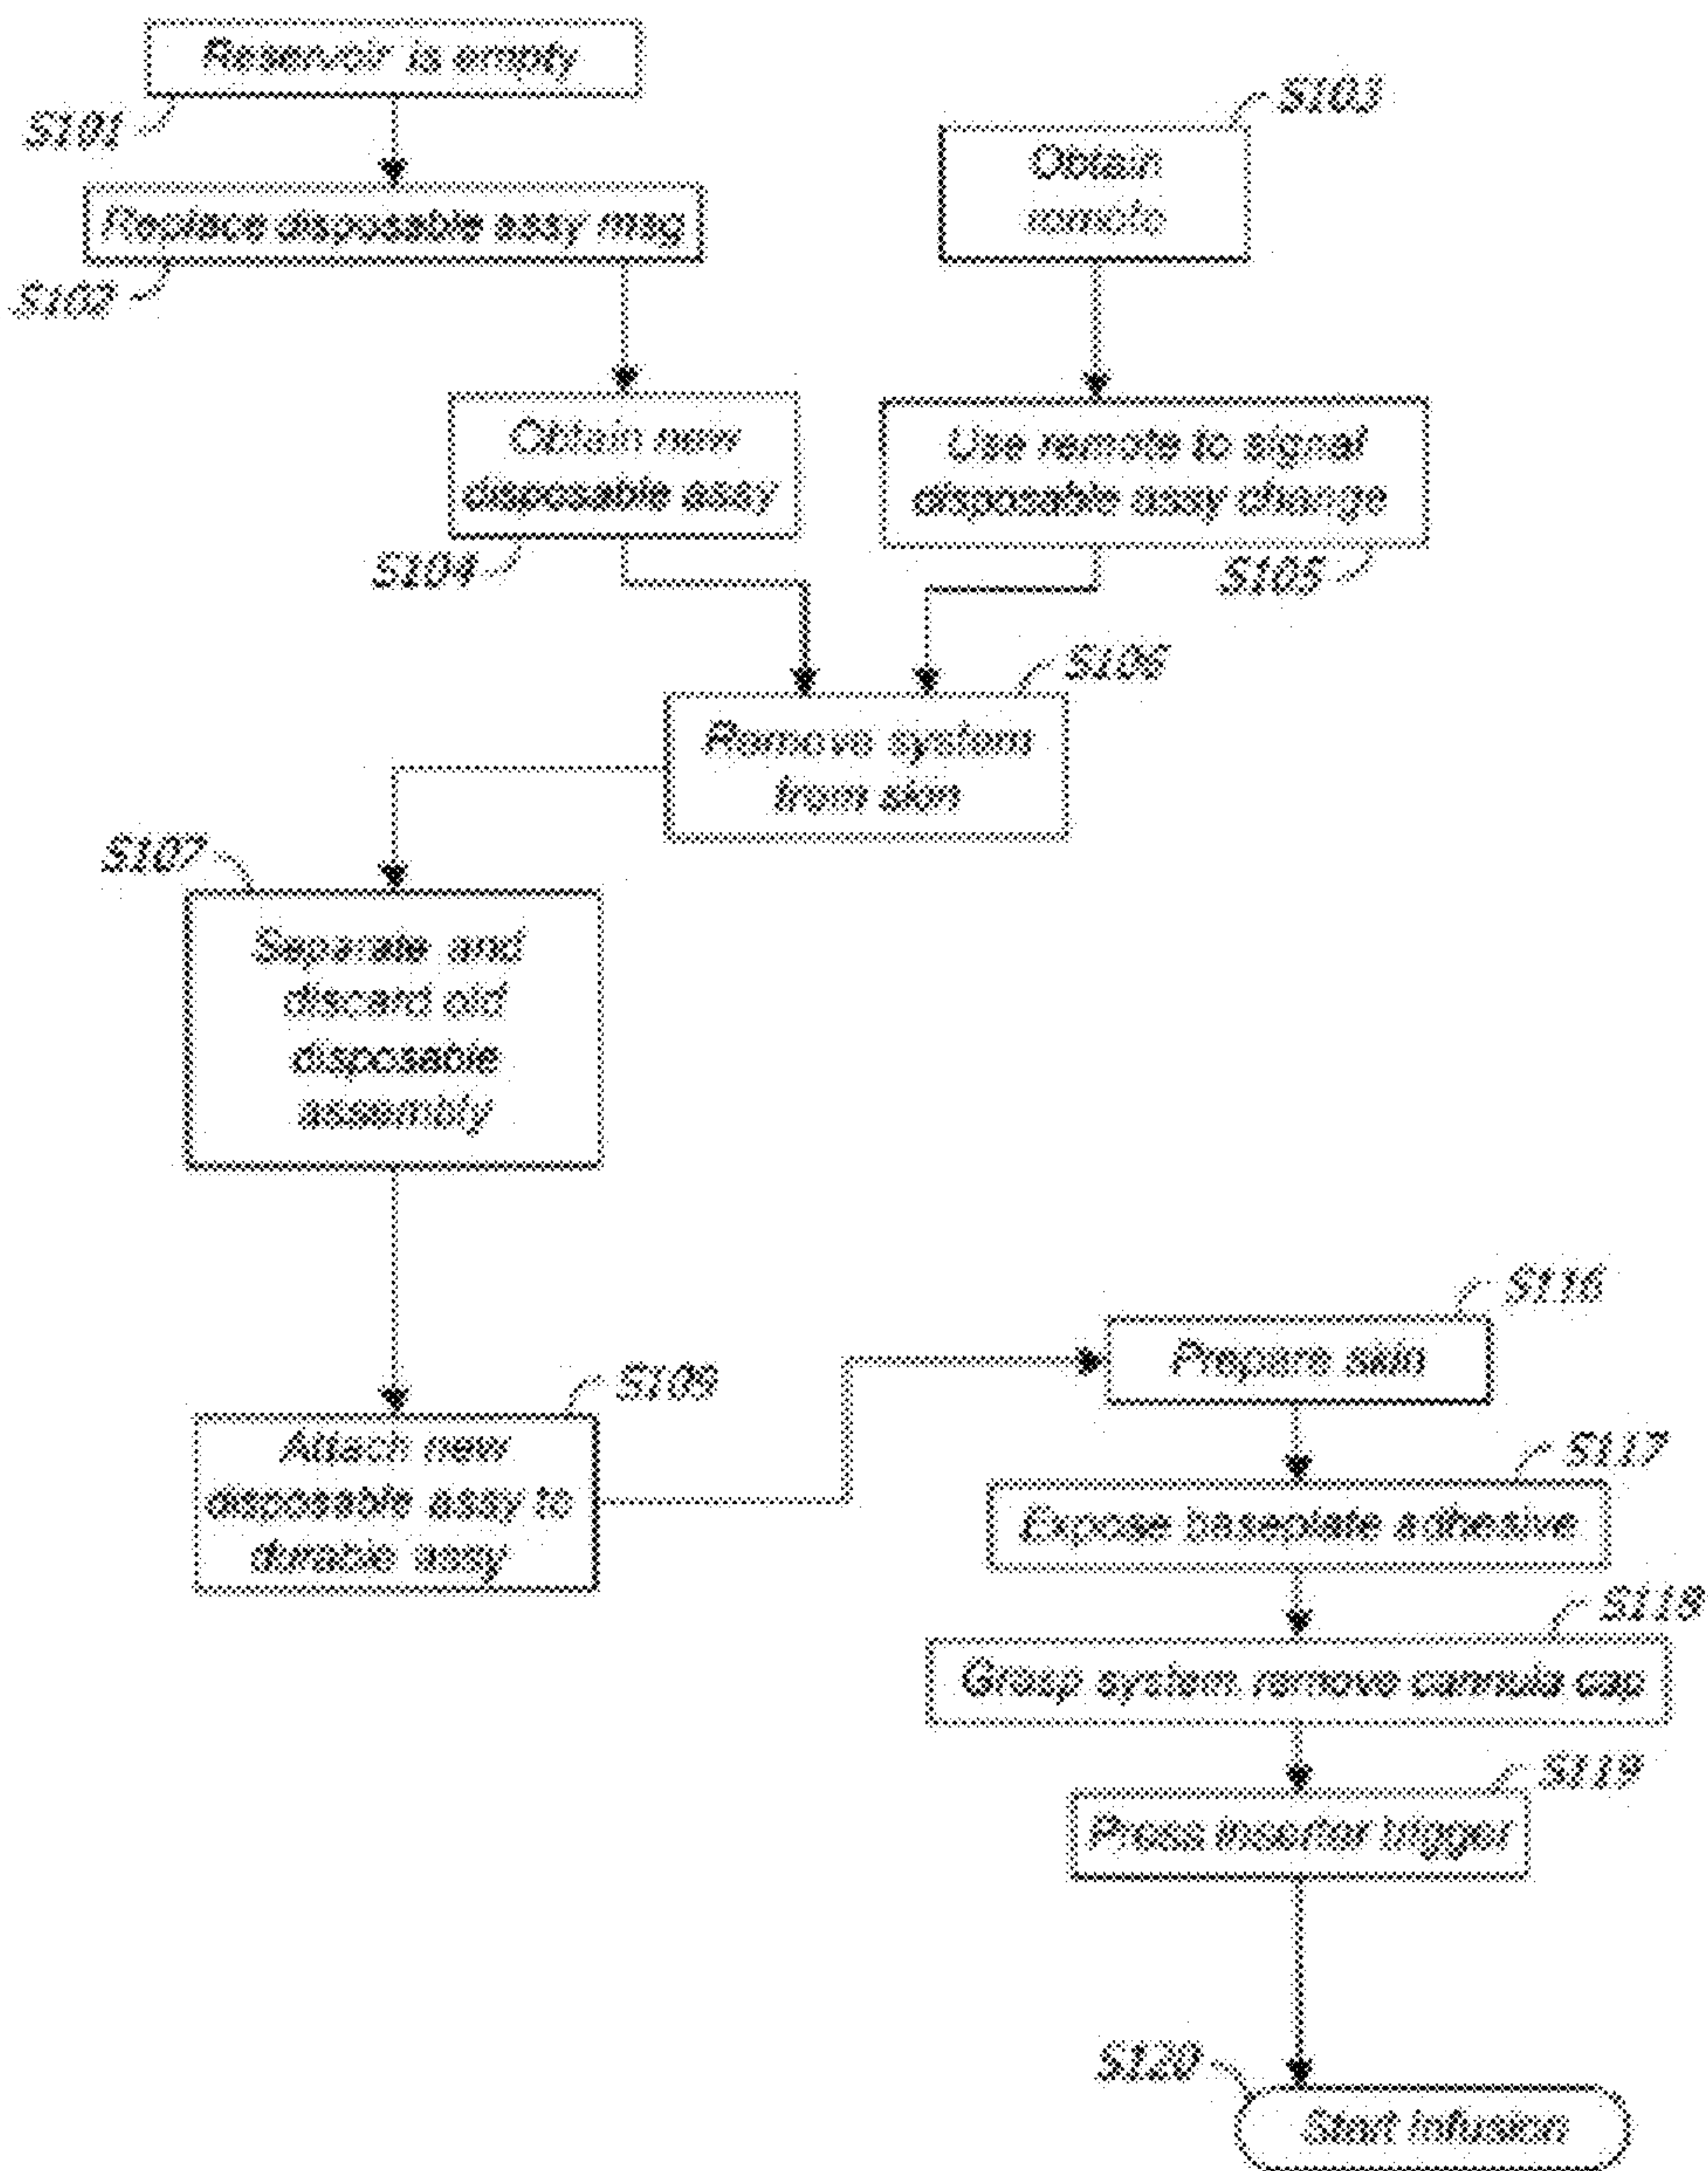 Reservoir is empty
S101
S103
Obtain
remote
Replace disposable assy msg
S102
Obtain new
disposable assy
S104
Use remote to signal
disposable assy change
S105
S106
Remove system
from skin
S107
Separate and
discard old
disposable
assembly
S116
Prepare skin
Attach new
disposable assy to
durable assy
S117
Expose baseplate adhesive
S118
Grasp system, remove cannula cap
S119
Press inserter trigger
S120
Start infusion